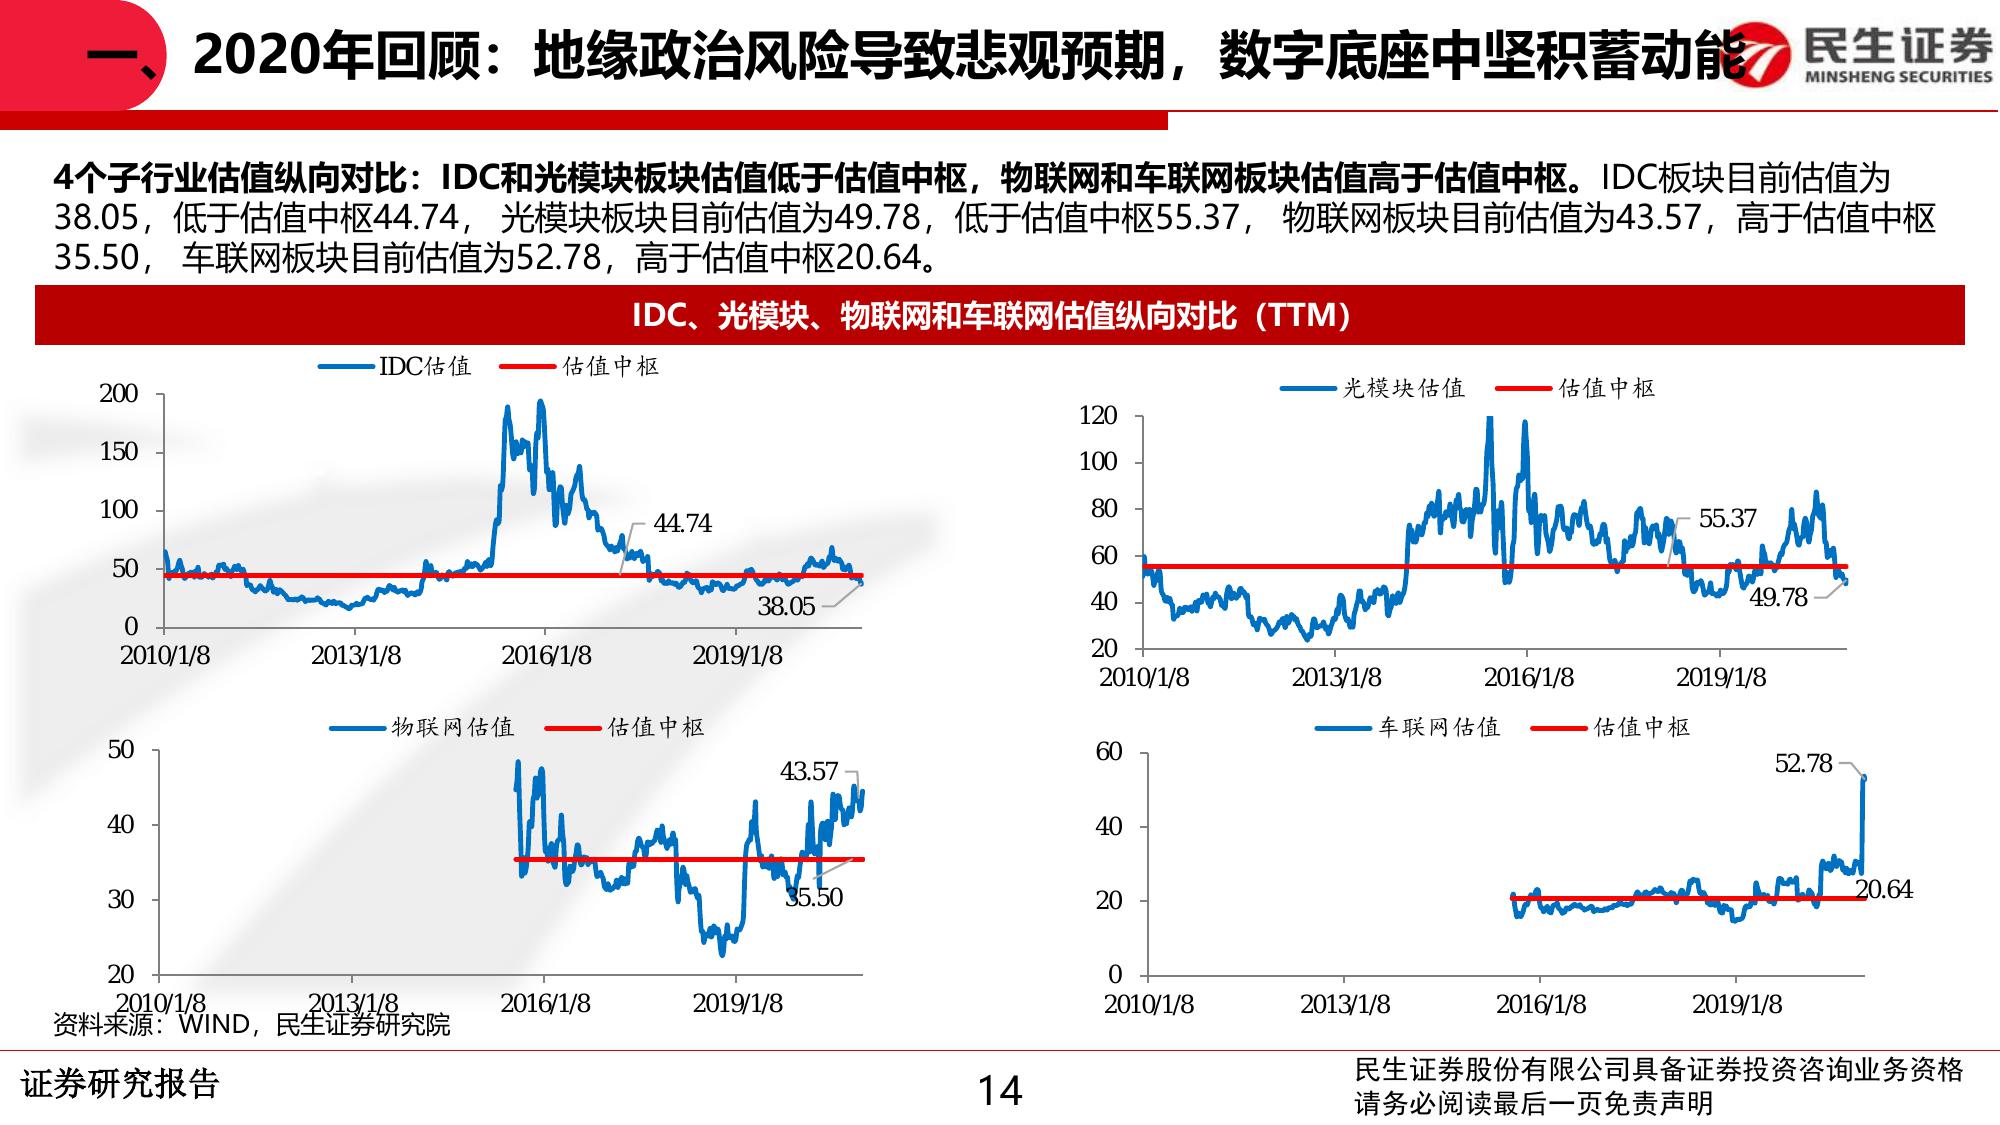 一、2020年回顾：地缘政治风险导致悲观预期，数字底座中坚积蓄动能
民生证券
MINSHENG SECURITIES
4个子行业估值纵向对比：IDC和光模块板块估值低于估值中枢，物联网和车联网板块估值高于估值中枢。IDC板块目前估值为
38.05，低于估值中枢44.74， 光模块板块目前估值为49.78，低于估值中枢55.37， 物联网板块目前估值为43.57，高于估值中枢
35.50， 车联网板块目前估值为52.78，高于估值中枢20.64。
IDC、光模块、物联网和车联网估值纵向对比（TTM）
IDC估值 估值中枢
200
150
100
50
0
44.74
38.05
2010/1/8 2013/1/8 2016/1/8 2019/1/8
光模块估值 估值中枢
120
100
80
60
40
20
55.37
49.78
2010/1/8 2013/1/8 2016/1/8 2019/1/8
物联网估值 估值中枢
50
40
30
20
43.57
35.50
2010/1/8 2013/1/8 2016/1/8 2019/1/8
车联网估值 估值中枢
60
40
20
0
52.78
20.64
2010/1/8 2013/1/8 2016/1/8 2019/1/8
资料来源：WIND，民生证券研究院
证券研究报告
14
民生证券股份有限公司具备证券投资咨询业务资格
请务必阅读最后一页免责声明